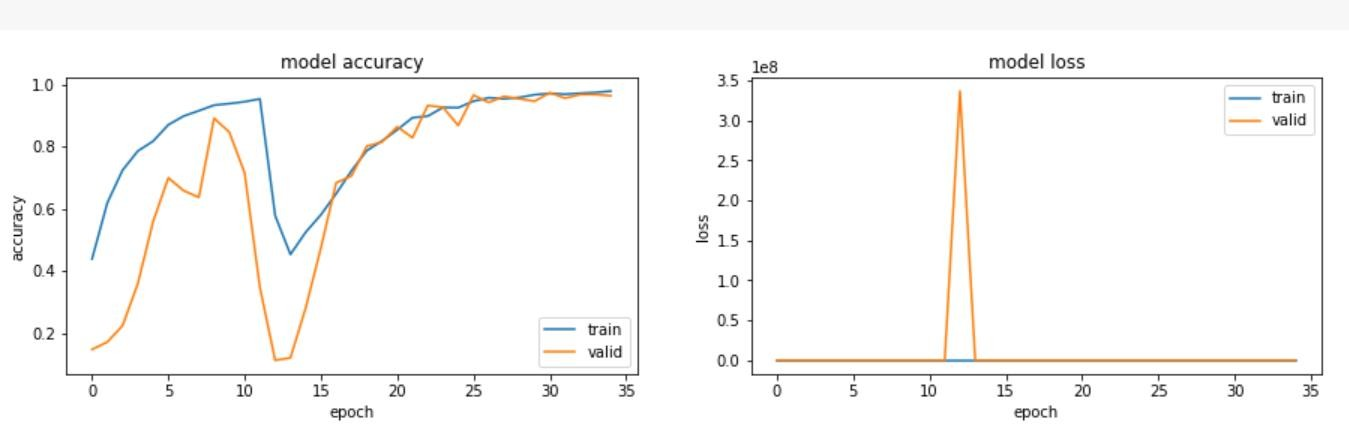 model accuracy
1.0
0.8
0.6
0.4
0.2
accuracy
train
valid
0 5 10 15 20 25 30 35
epoch
model loss
1e8
3.5
3.0
2.5
2.0
1.5
1.0
0.5
0.0
loss
train
valid
0 5 10 15 20 25 30 35
epoch